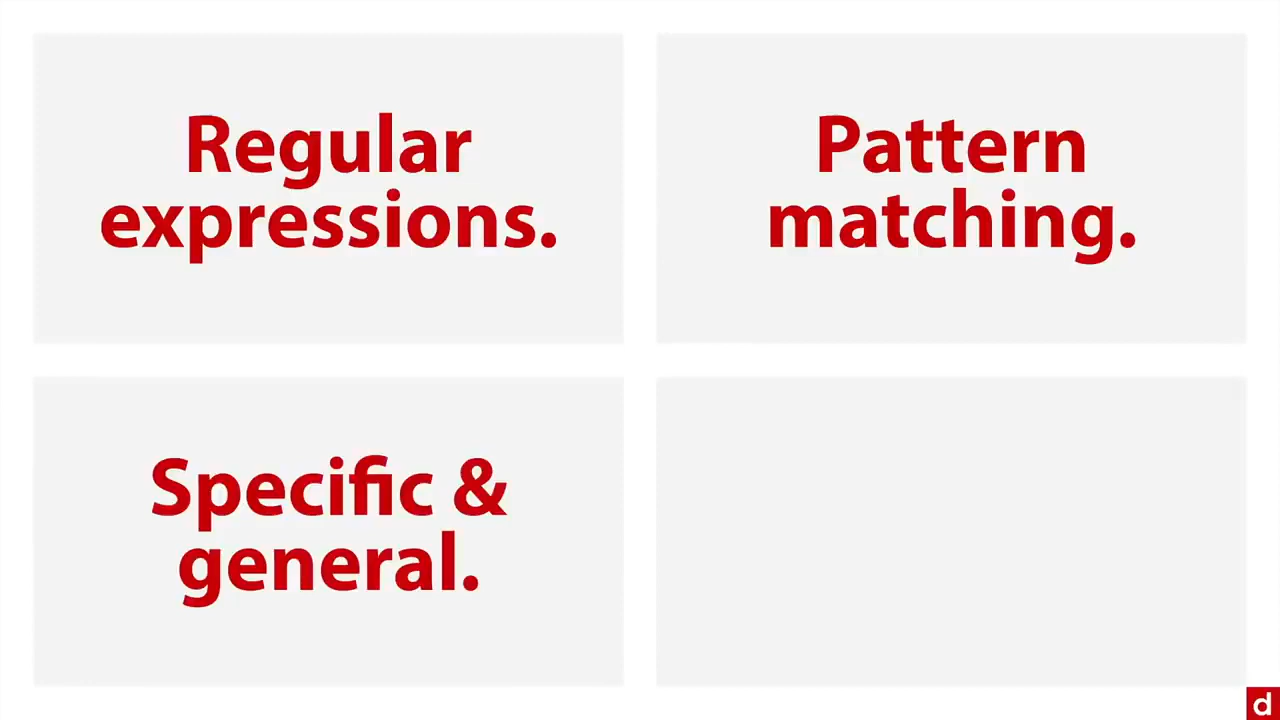 Regular
expressions.
Pattern
matching.
Specific &
general.
d